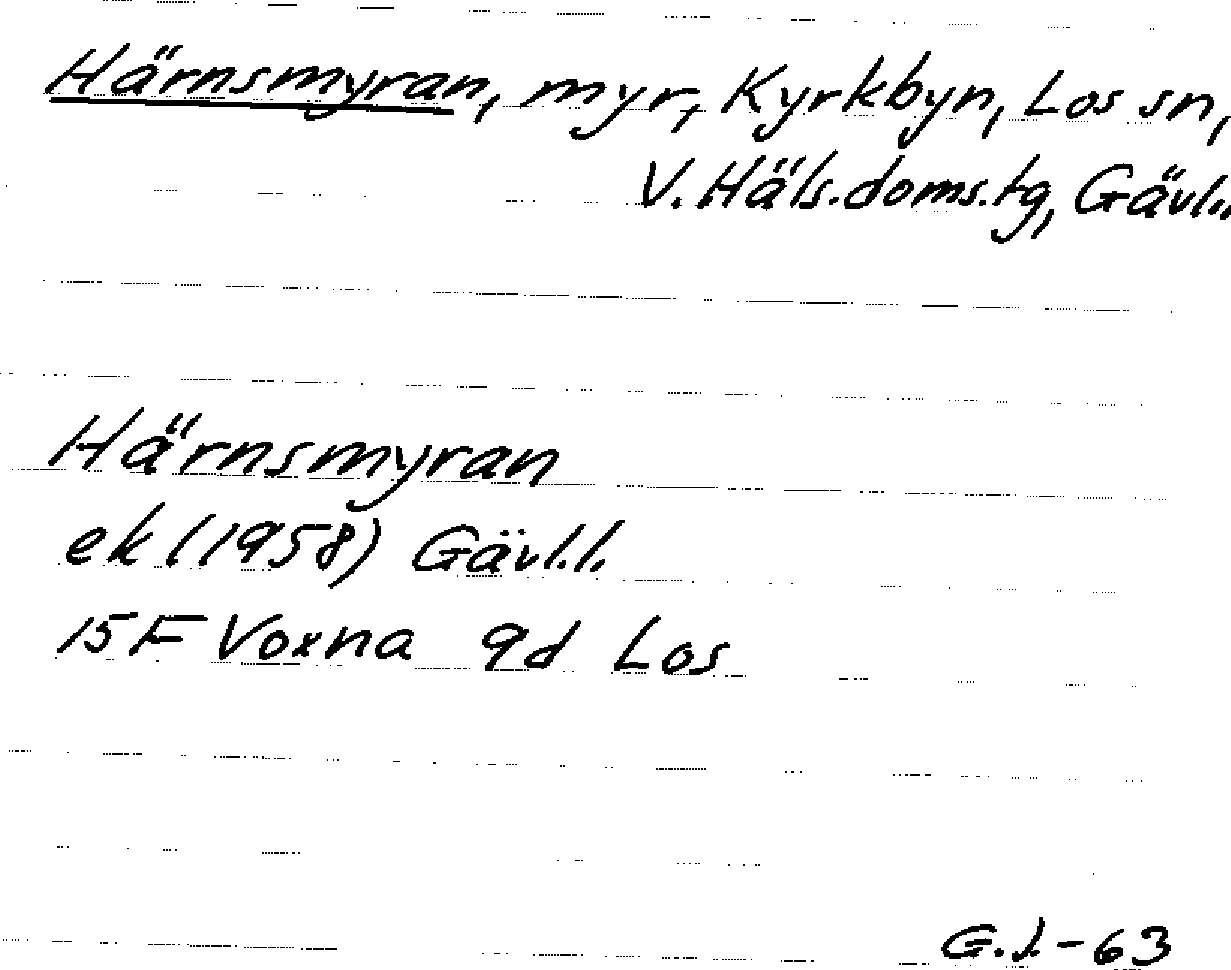 Härnsmyran, myr, Kyrkbyn, Los sn,
V. Häls. doms. tg, Gävl.l.
Härnsmyran
ek (1958) Gävl.l.
15F Voxna 9d Los
G.J.-63